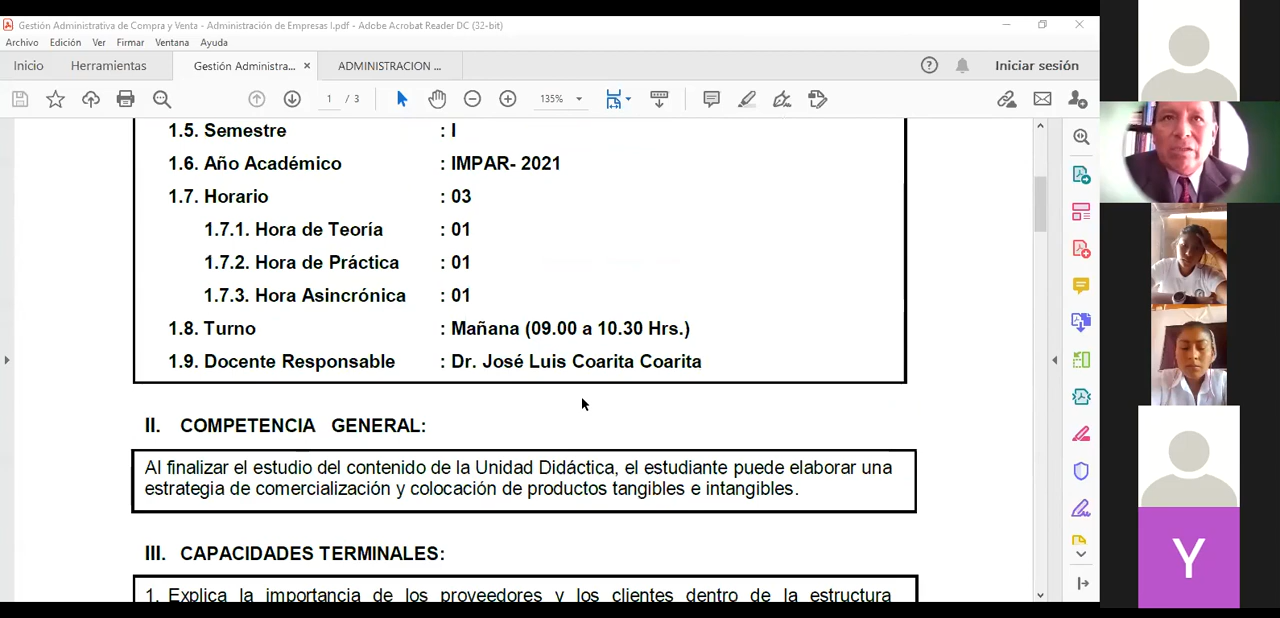 Gestión Administrativa de Compra y Venta - Administración de Empresas I.pdf - Adobe Acrobat Reader DC (32-bit)
Archivo Edición Ver Firmar Ventana Ayuda
Inicio Herramientas Gestión Administra... × ADMINISTRACION ... Iniciar sesión
1 / 3 135%
1.5. Semestre : I
1.6. Año Académico : IMPAR- 2021
1.7. Horario : 03
1.7.1. Hora de Teoría : 01
1.7.2. Hora de Práctica : 01
1.7.3. Hora Asincrónica : 01
1.8. Turno : Mañana (09.00 a 10.30 Hrs.)
1.9. Docente Responsable : Dr. José Luis Coarita Coarita
II. COMPETENCIA GENERAL:
Al finalizar el estudio del contenido de la Unidad Didáctica, el estudiante puede elaborar una
estrategia de comercialización y colocación de productos tangibles e intangibles.
III. CAPACIDADES TERMINALES:
1. Explica la importancia de los proveedores y los clientes dentro de la estructura
Y